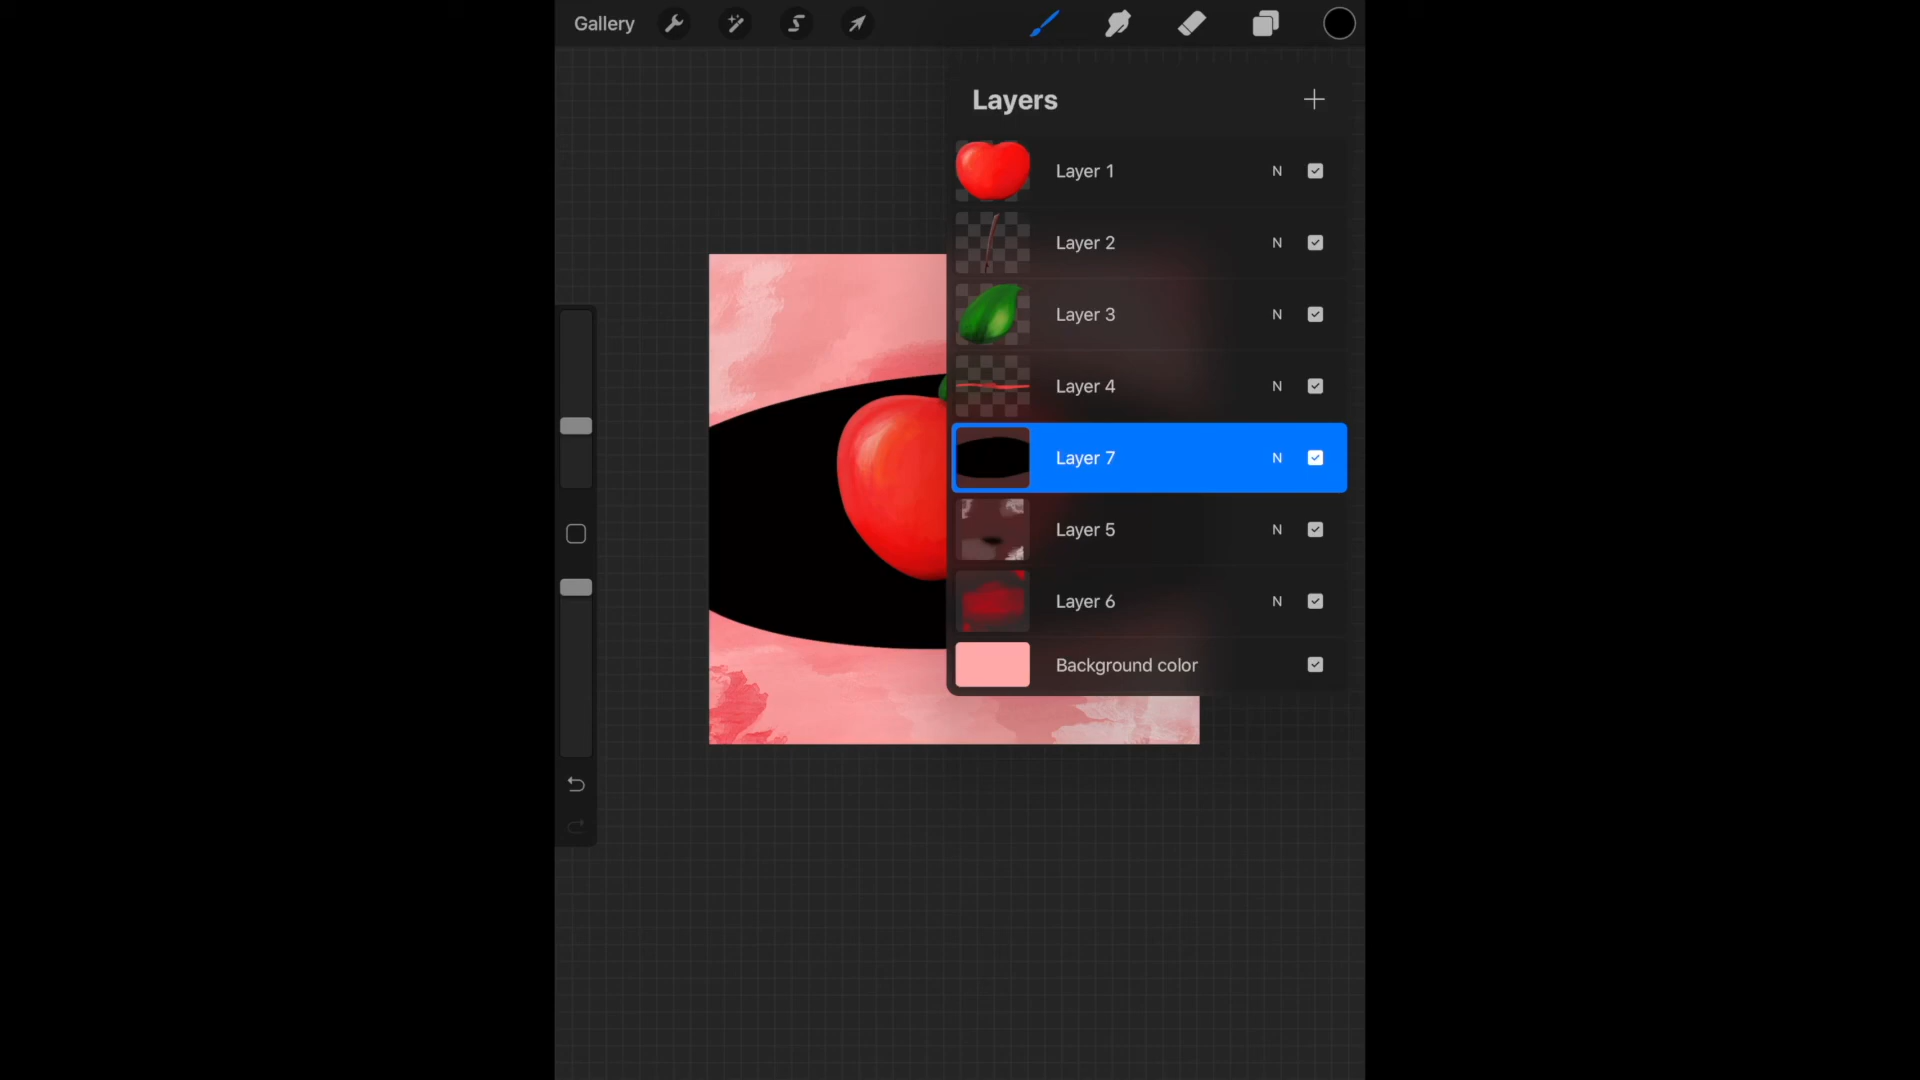 Gallery
Layers
Layer 1 N
Layer 2 N
Layer 3 N
Layer 4 N
Layer 7 N
Layer 5 N
Layer 6 N
Background color